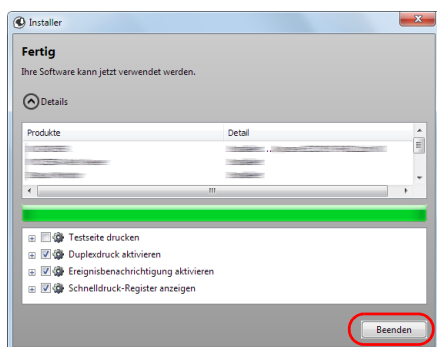 Installer
Fertig
Ihre Software kann jetzt verwendet werden.
Details
Produkte Detail
Testseite drucken
Duplexdruck aktivieren
Ereignisbenachrichtigung aktivieren
Schnelldruck-Register anzeigen
Beenden